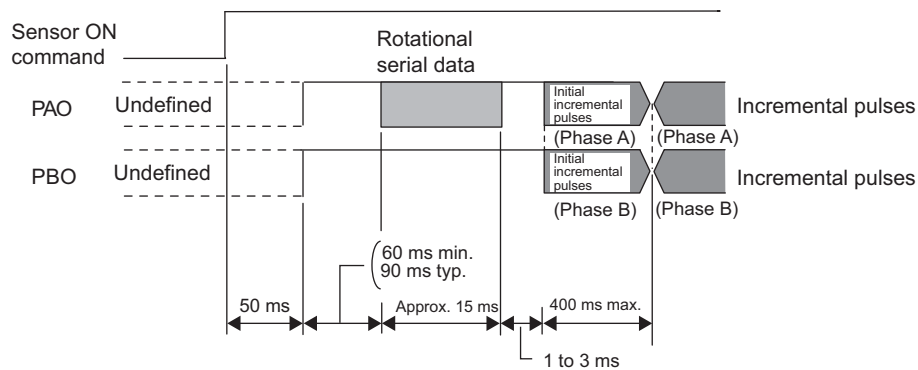 Sensor ON
command
Rotational
serial data
PAO
Undefined
Initial
incremental
pulses
Incremental pulses
(Phase A)
(Phase A)
PBO
Undefined
Initial
incremental
pulses
Incremental pulses
(Phase B)
(Phase B)
60 ms min.
90 ms typ.
50 ms
Approx. 15 ms
400 ms max.
1 to 3 ms